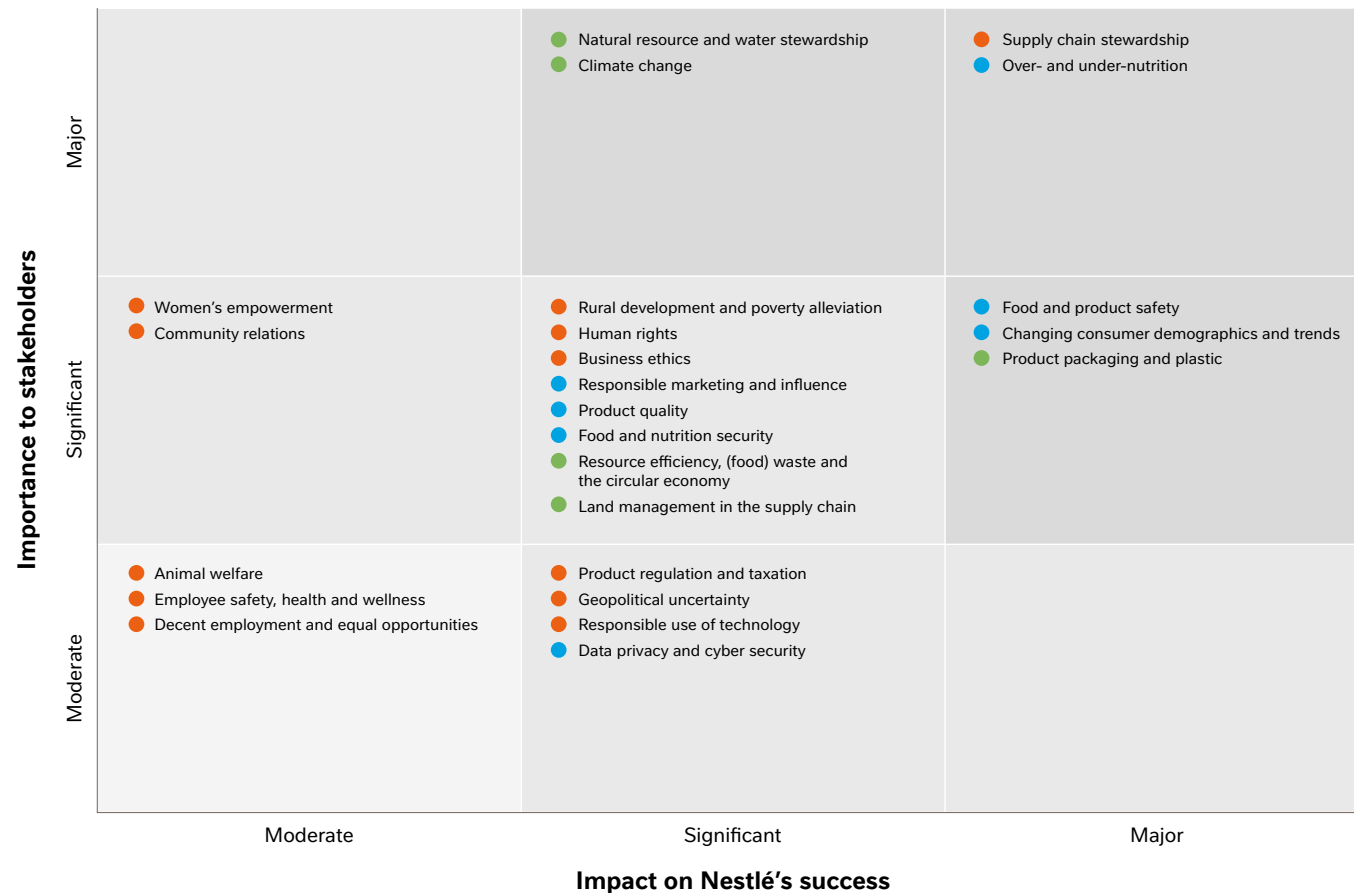 Importance to stakeholders
Major
Natural resource and water stewardship
Climate change
Supply chain stewardship
Over- and under-nutrition
Significant
Women’s empowerment
Community relations
Rural development and poverty alleviation
Human rights
Business ethics
Responsible marketing and influence
Product quality
Food and nutrition security
Resource efficiency, (food) waste and
the circular economy
Land management in the supply chain
Food and product safety
Changing consumer demographics and trends
Product packaging and plastic
Moderate
Animal welfare
Employee safety, health and wellness
Decent employment and equal opportunities
Product regulation and taxation
Geopolitical uncertainty
Responsible use of technology
Data privacy and cyber security
Moderate
Significant
Major
Impact on Nestlé’s success